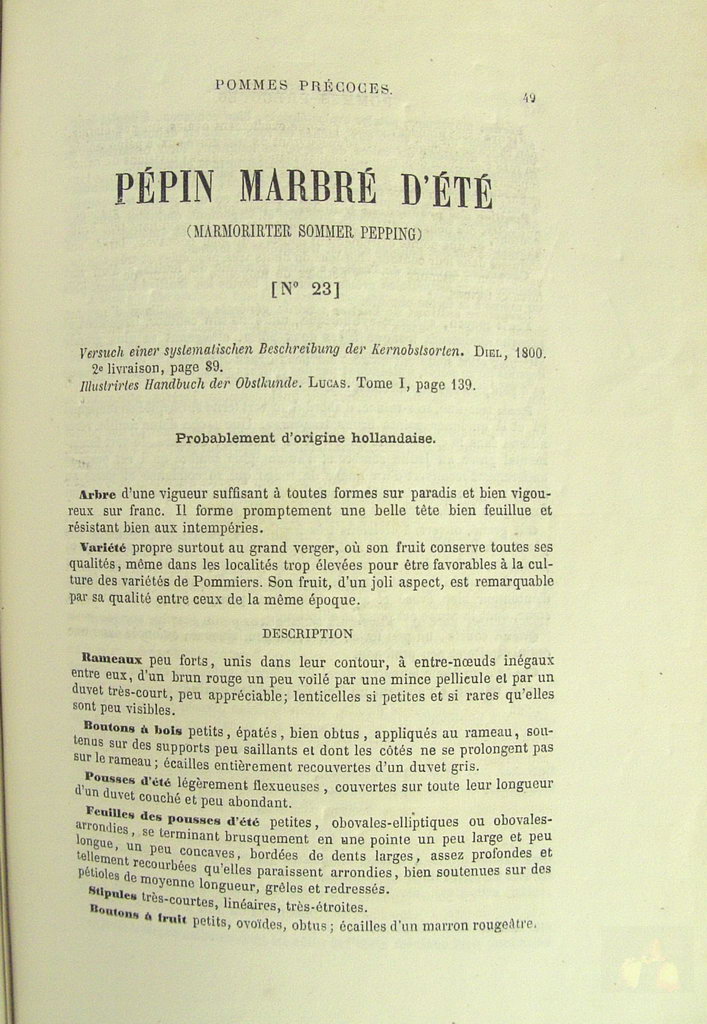 POMMES PRÉCOCES.
49
PÉPIN MARBRÉ D'ÉTÉ
(MARMORIRTER SOMMER PEPPING)
[N° 23]
Versuch einer systematischen Beschreibung der Kernobstsorten. DIEL, 1800.
2e livraison, page 89.
Illustrirtes Handbuch der Obstkunde. LUCAS. Tome I, page 139.
Probablement d'origine hollandaise.
Arbre d'une vigueur suffisant à toutes formes sur paradis et bien vigou-
reux sur franc. Il forme promptement une belle tête bien feuillue et
résistant bien aux intempéries.
Variété propre surtout au grand verger, où son fruit conserve toutes ses
qualités, même dans les localités trop élevées pour être favorables à la cul-
ture des variétés de Pommiers. Son fruit, d'un joli aspect, est remarquable
par sa qualité entre ceux de la même époque.
DESCRIPTION
Rameaux peu forts, unis dans leur contour, à entre-nœuds inégaux
entre eux, d'un brun rouge un peu voilé par une mince pellicule et par un
duvet très-court, peu appréciable; lenticelles si petites et si rares qu'elles
sont peu visibles.
Boutons à bois petits, épatés, bien obtus, appliqués au rameau, sou-
tenus sur des supports peu saillants et dont les côtés ne se prolongent pas
sur le rameau; écailles entièrement recouvertes d'un duvet gris.
Pousses d'été légèrement flexueuses, couvertes sur toute leur longueur
d'un duvet couché et peu abondant.
Feuilles des pousses d'été petites, obovales-elliptiques ou obovales-
arrondies, se terminant brusquement en une pointe un peu large et peu
longue, un peu concaves, bordées de dents larges, assez profondes et
tellement recourbées qu'elles paraissent arrondies, bien soutenues sur des
pétioles de moyenne longueur, grêles et redressés.
Stipules très-courtes, linéaires, très-étroites.
Boutons à fruit petits, ovoïdes, obtus; écailles d'un marron rougeâtre.